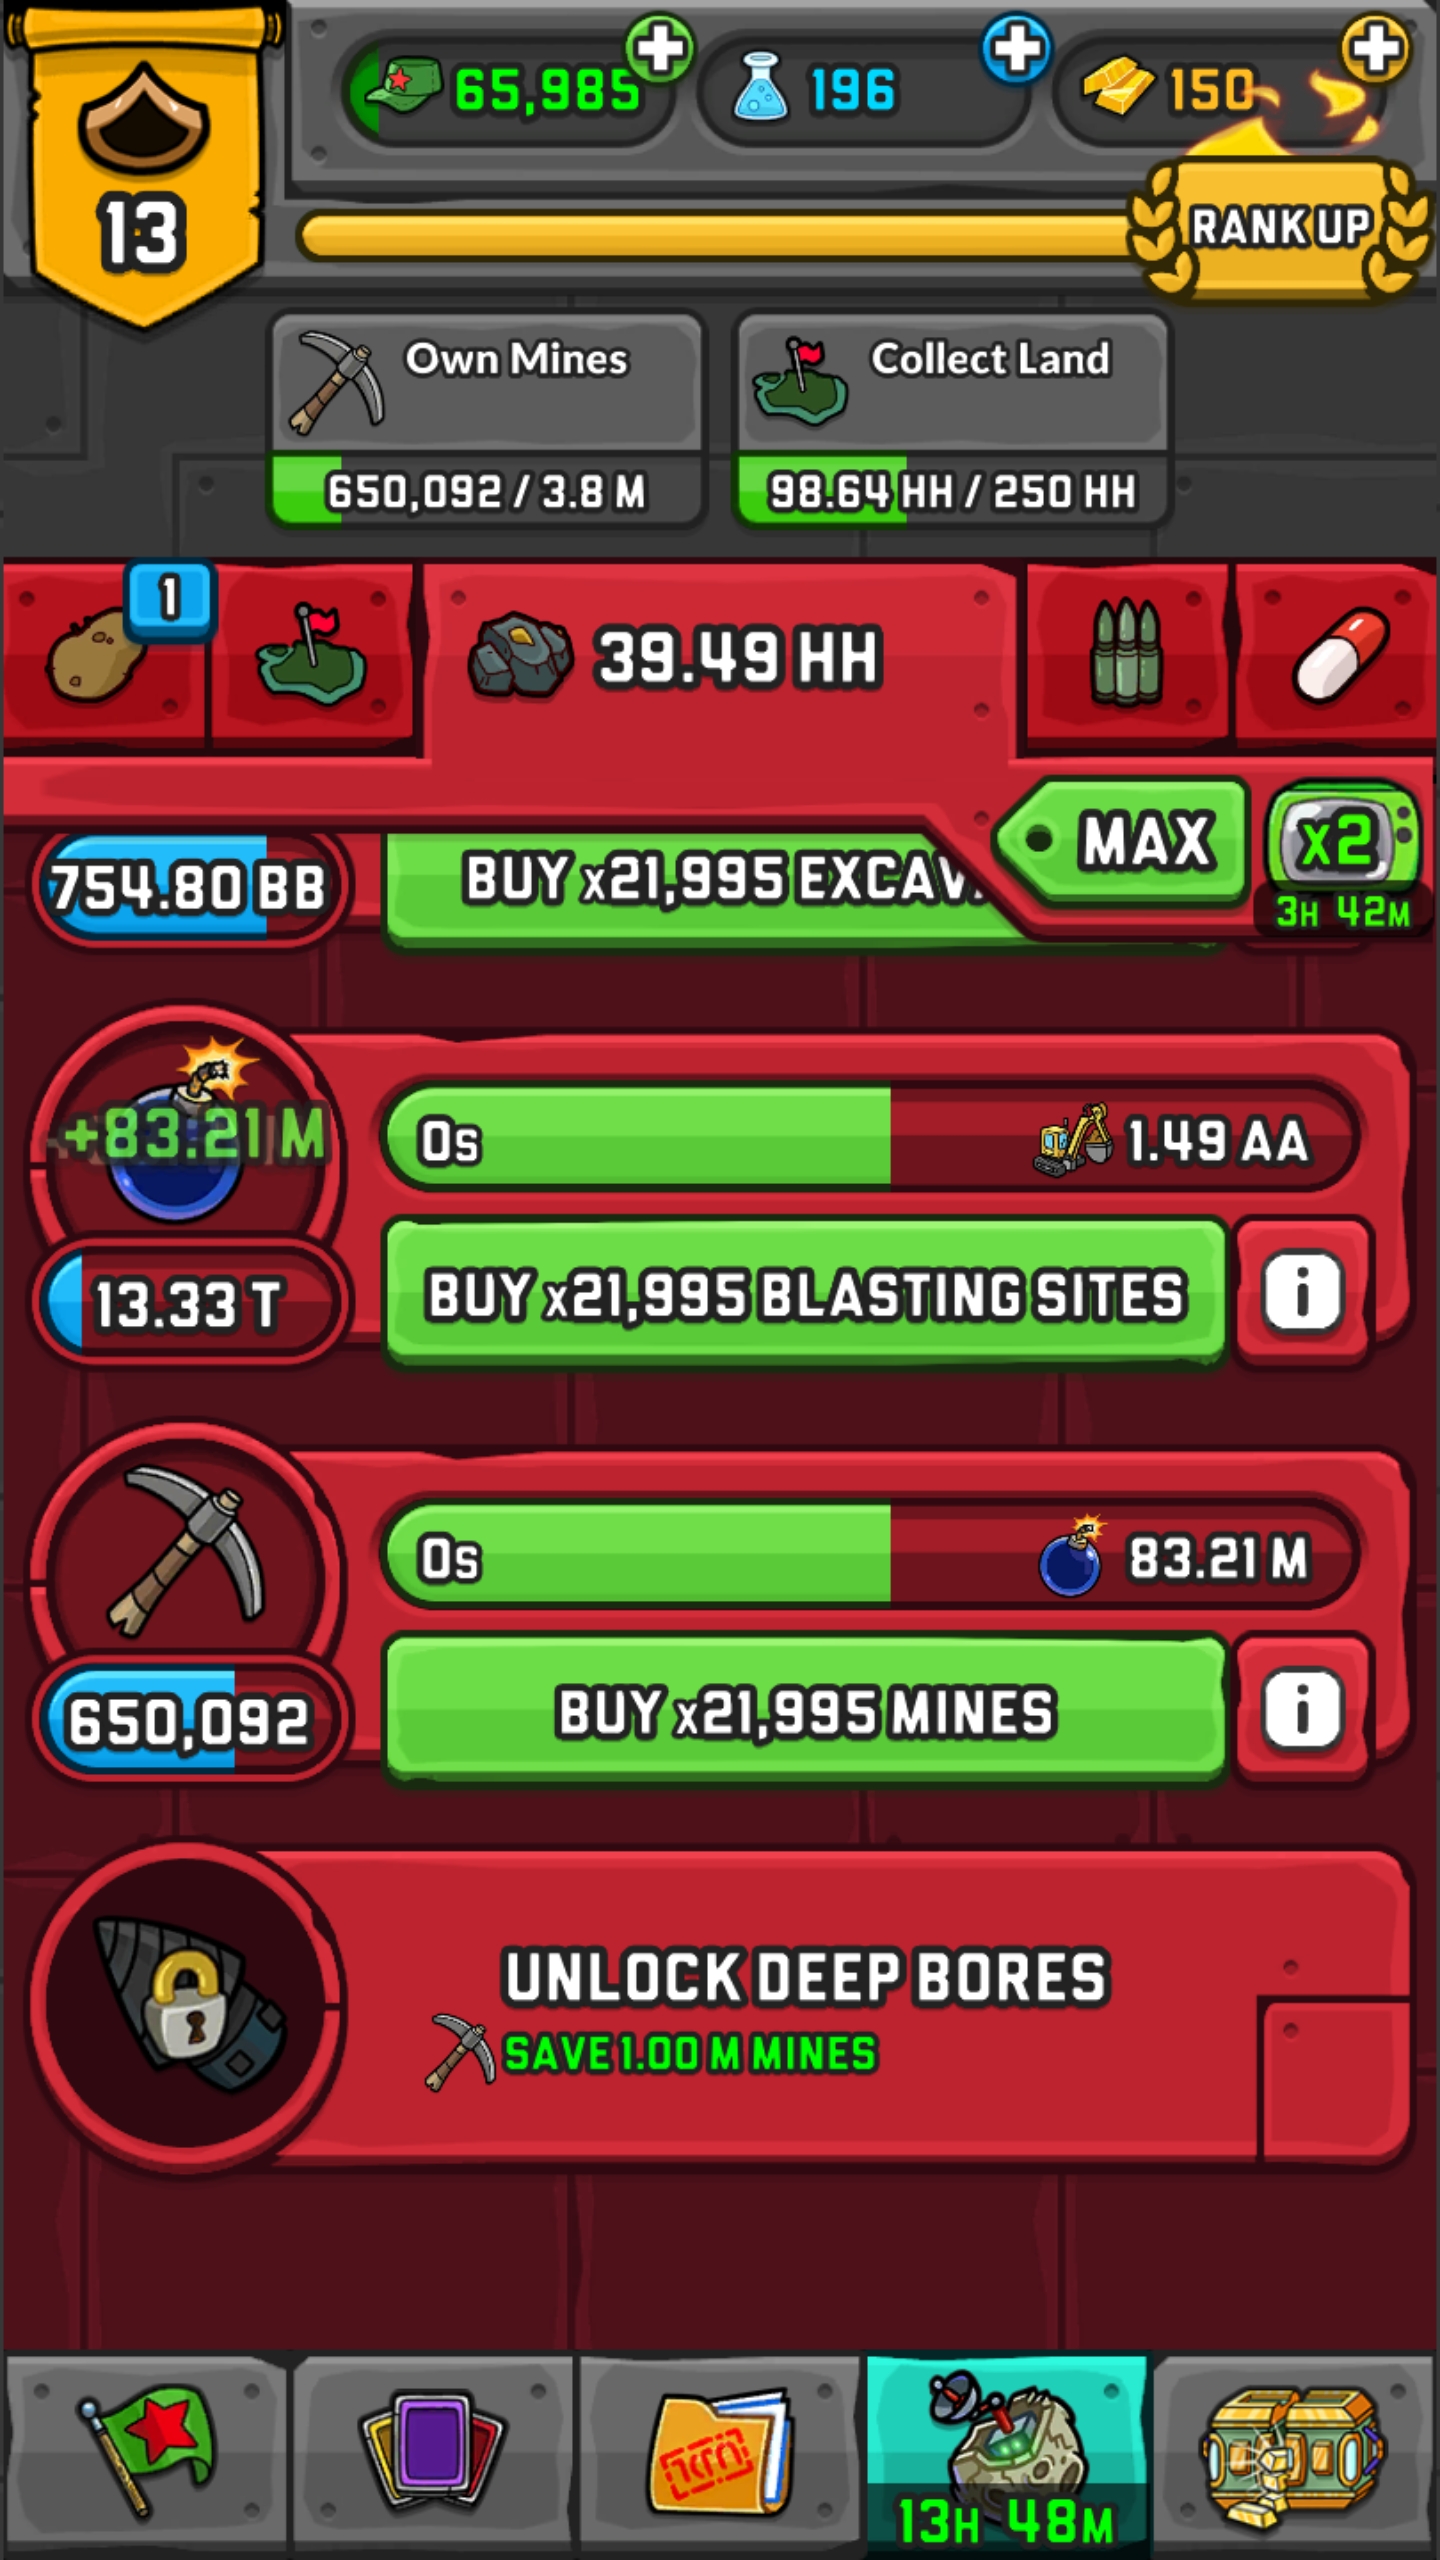 65,985
196
150
13
RANK UP
Own Mines
Collect Land
650,092 / 3.8 M
98.64 HH / 250 HH
1
39.49 HH
MAX
x2
3H 42M
754.80 BB
BUY x21,995 EXCAV
+83.21 M
0s
1.49 AA
13.33 T
BUY x21,995 BLASTING SITES
i
0s
83.21 M
650,092
BUY x21,995 MINES
i
UNLOCK DEEP BORES
SAVE 1.00 M MINES
13H 48M